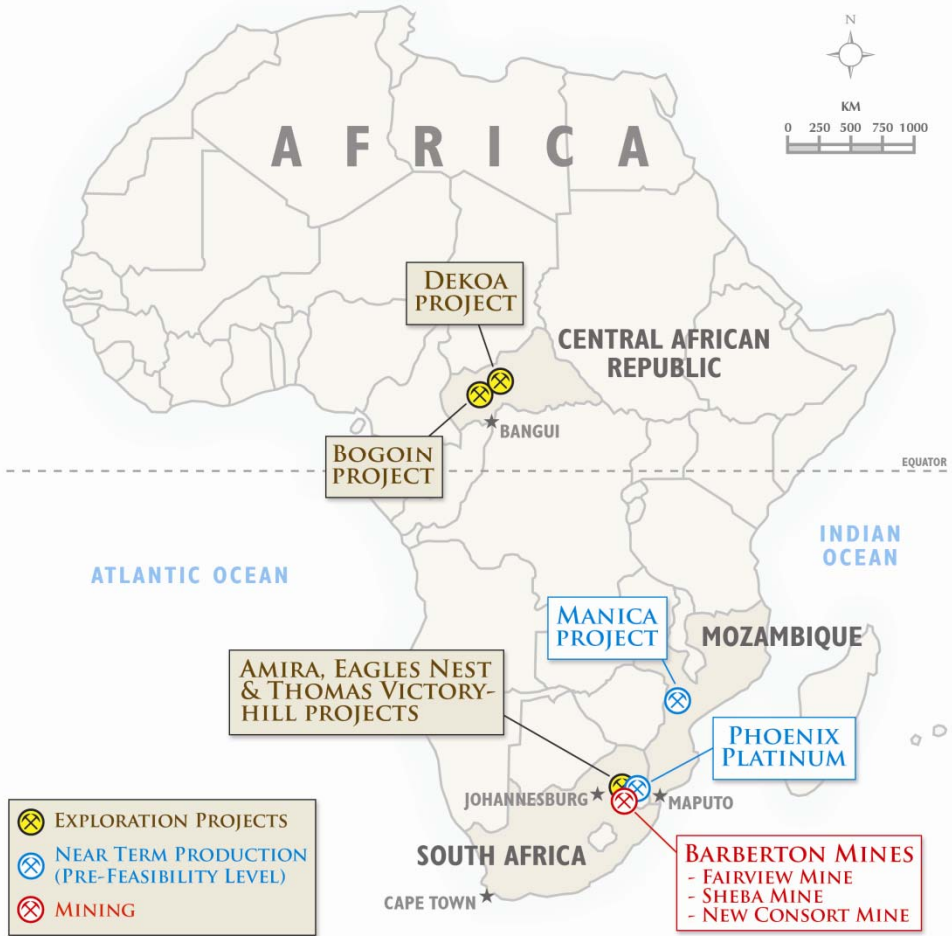 N
KM
0 250 500 750 1000
AFRICA
DEKOA
PROJECT
CENTRAL AFRICAN
REPUBLIC
BANGUI
BOGOIN
PROJECT
EQUATOR
INDIAN
OCEAN
ATLANTIC OCEAN
MANICA
PROJECT
MOZAMBIQUE
AMIRA, EAGLES NEST
& THOMAS VICTORY-
HILL PROJECTS
PHOENIX
PLATINUM
JOHANNESBURG
MAPUTO
EXPLORATION PROJECTS
NEAR TERM PRODUCTION
(PRE-FEASIBILITY LEVEL)
MINING
SOUTH AFRICA
CAPE TOWN
BARBERTON MINES
- FAIRVIEW MINE
- SHEBA MINE
- NEW CONSORT MINE